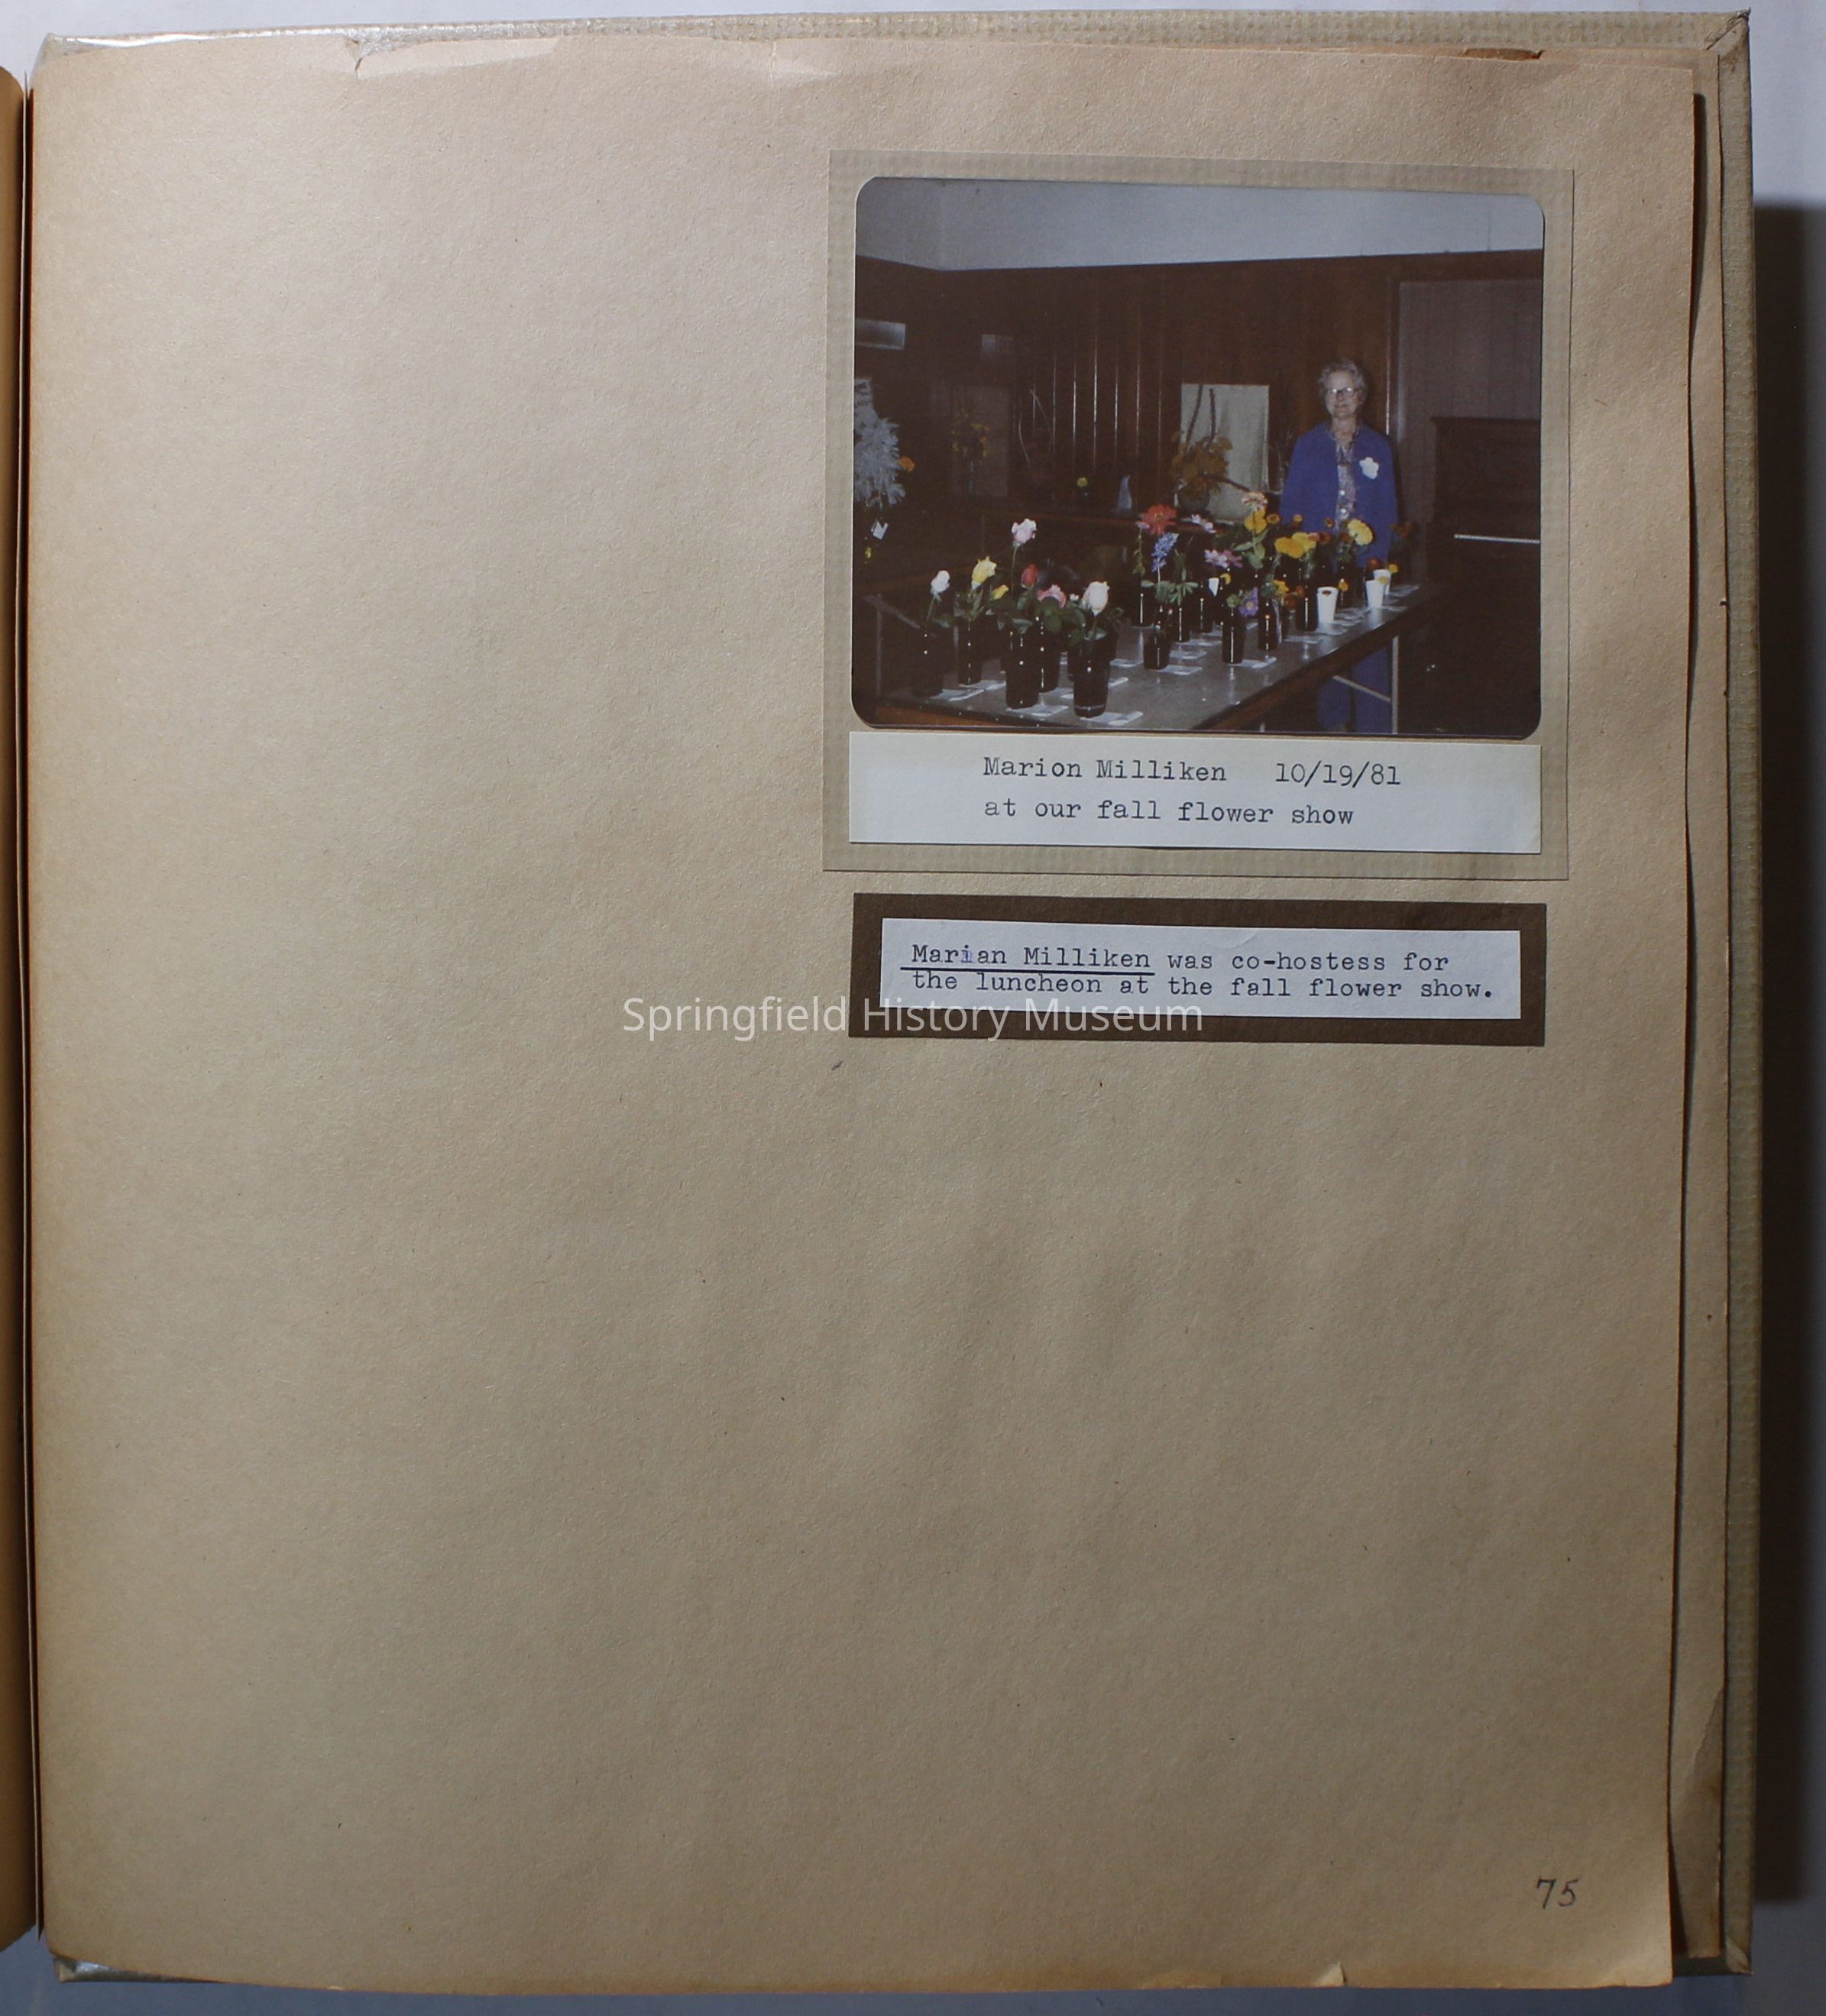 Marion Milliken 10/19/81
at our fall flower show
Marian Milliken was co-hostess for
the luncheon at the fall flower show.
Springfield History Museum
75